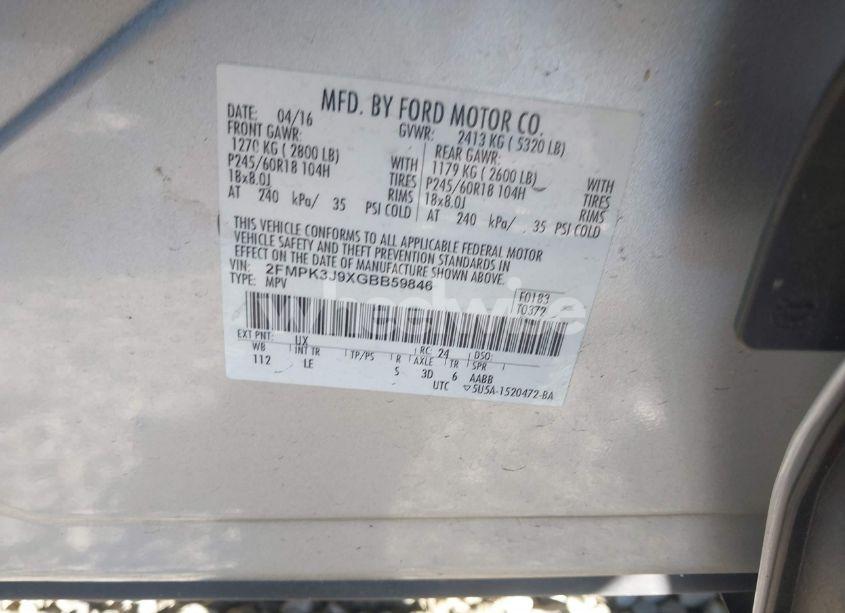 MFD. BY FORD MOTOR CO.
DATE: 04/16 GVWR: 2413 KG ( 5320 LB)
FRONT GAWR: REAR GAWR:
1270 KG ( 2800 LB) WITH 1179 KG ( 2600 LB) WITH
P245/60R18 104H TIRES P245/60R18 104H TIRES
18x8.0J RIMS 18x8.0J RIMS
AT 240 kPa/ 35 PSI COLD AT 240 kPa/ 35 PSI COLD
THIS VEHICLE CONFORMS TO ALL APPLICABLE FEDERAL MOTOR
VEHICLE SAFETY AND THEFT PREVENTION STANDARDS IN
EFFECT ON THE DATE OF MANUFACTURE SHOWN ABOVE.
VIN: 2FMPK3J9XGBB59846
TYPE: MPV
F0183
T0372
wheelwise
EXT PNT: UX RC: 24 DSO:
WB INT TR TP/PS R AXLE TR SPR
112 LE 5 3D 6 AABB
UTC ▽5U5A-1520472-BA